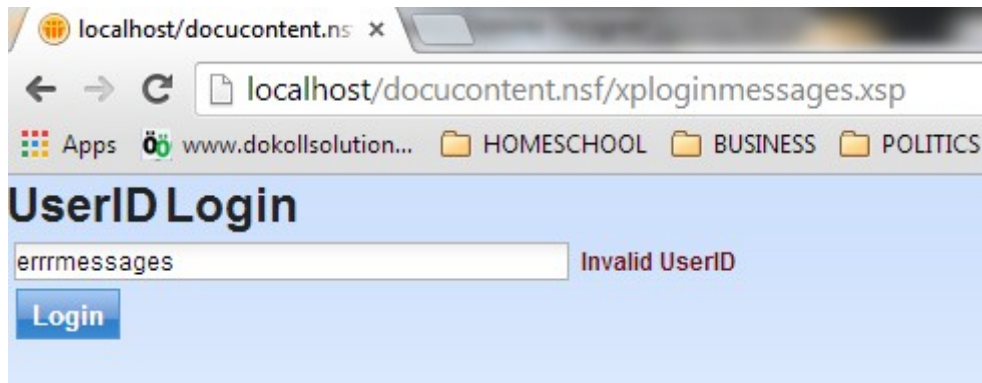 localhost/docucontent.ns
localhost/docucontent.nsf/xploginmessages.xsp
Apps öö www.dokollsolution... HOMESCHOOL BUSINESS POLITICS
UserID Login
errrmessages Invalid UserID
Login